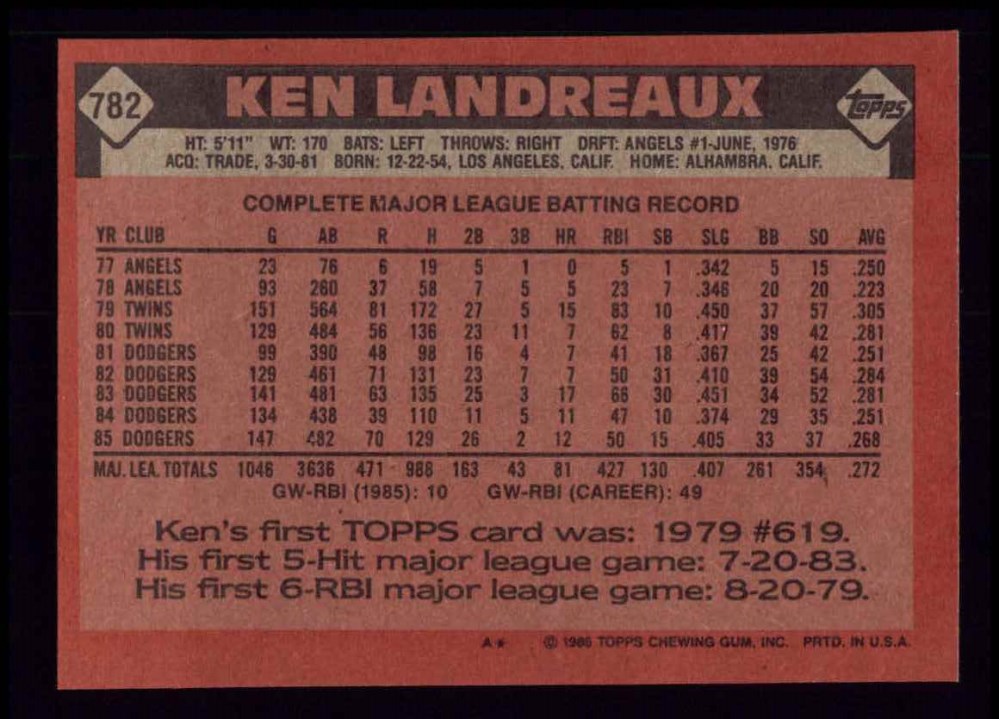 782 KEN LANDREAUX Topps
HT: 5'11" WT: 170 BATS: LEFT THROWS: RIGHT DRFT: ANGELS #1-JUNE, 1976
ACQ: TRADE, 3-30-81 BORN: 12-22-54, LOS ANGELES, CALIF. HOME: ALHAMBRA, CALIF.
COMPLETE MAJOR LEAGUE BATTING RECORD
YR CLUB G AB R H 2B 3B HR RBI SB SLG BB SO AVG
77 ANGELS 23 76 6 19 5 1 0 5 1 .342 5 15 .250
78 ANGELS 93 260 37 58 7 5 5 23 7 .346 20 20 .223
79 TWINS 151 564 81 172 27 5 15 83 10 .450 37 57 .305
80 TWINS 129 484 56 136 23 11 7 62 8 .417 39 42 .281
81 DODGERS 99 390 48 98 16 4 7 41 18 .367 25 42 .251
82 DODGERS 129 461 71 131 23 7 7 50 31 .410 39 54 .284
83 DODGERS 141 481 63 135 25 3 17 66 30 .451 34 52 .281
84 DODGERS 134 438 39 110 11 5 11 47 10 .374 29 35 .251
85 DODGERS 147 482 70 129 26 2 12 50 15 .405 33 37 .268
MAJ. LEA. TOTALS 1046 3636 471 988 163 43 81 427 130 .407 261 354 .272
GW-RBI (1985): 10 GW-RBI (CAREER): 49
Ken's first TOPPS card was: 1979 #619.
His first 5-Hit major league game: 7-20-83.
His first 6-RBI major league game: 8-20-79.
A* © 1986 TOPPS CHEWING GUM, INC. PRTD. IN U.S.A.